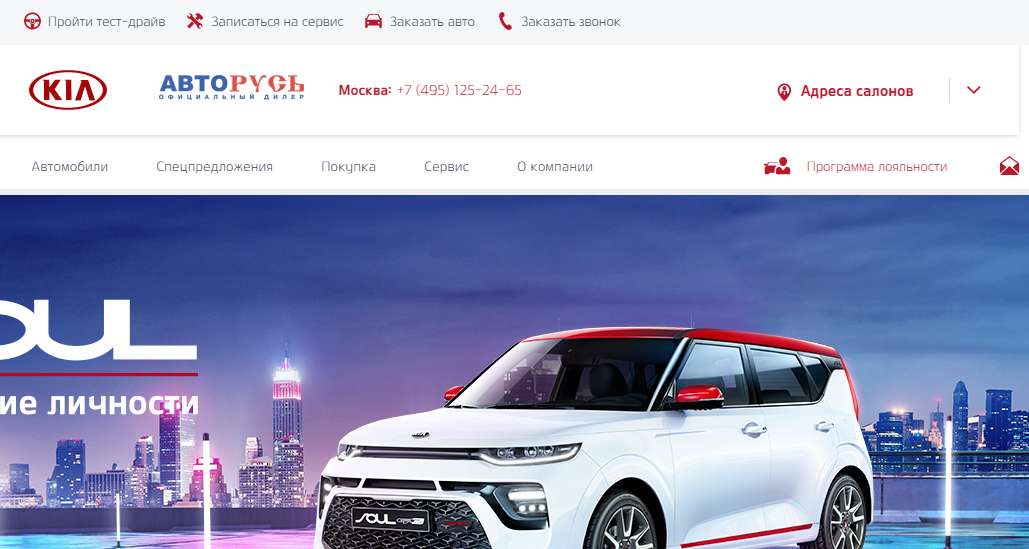 Пройти тест-драйв Записаться на сервис Заказать авто Заказать звонок
KIA АВТОРУСЬ Москва: +7 (495) 125-24-65 Адреса салонов
ОФИЦИАЛЬНЫЙ ДИЛЕР
Автомобили Спецпредложения Покупка Сервис О компании Программа лояльности
OUL
ие личности
SOUL